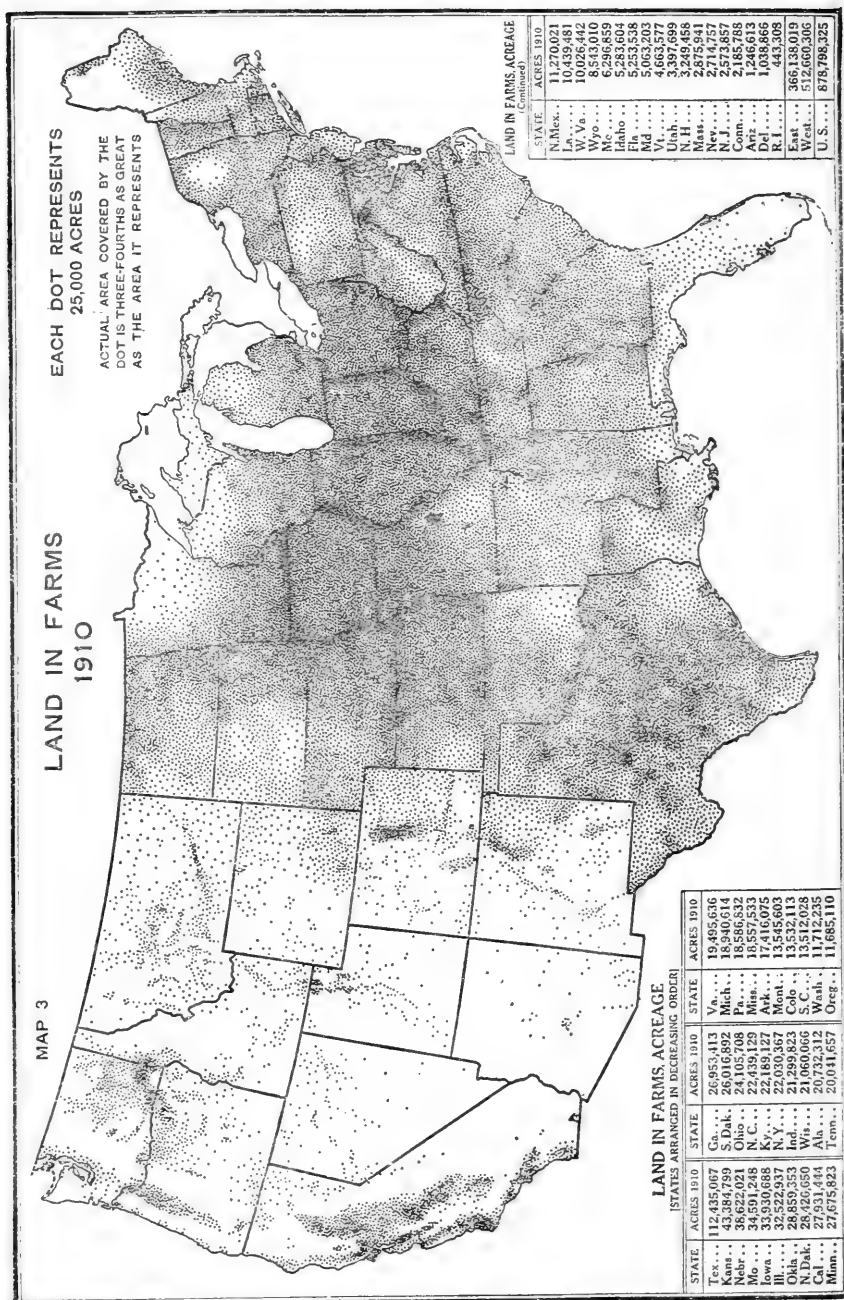 MAP 3
LAND IN FARMS
1910
EACH DOT REPRESENTS
25,000 ACRES
ACTUAL AREA COVERED BY THE
DOT IS THREE-FOURTHS AS GREAT
AS THE AREA IT REPRESENTS
LAND IN FARMS, ACREAGE
[STATES ARRANGED IN DECREASING ORDER]
STATE ACRES 1910 STATE ACRES 1910 STATE ACRES 1910
Tex... 112,435,067 Ga.... 26,953,413 Va.... 19,495,636
Kans.. 43,384,799 S. Dak. 26,016,892 Mich.. 18,940,614
Nebr.. 38,622,021 Ohio... 24,105,708 Pa.... 18,586,832
Mo.... 34,591,248 N. C... 22,439,129 Miss... 18,557,533
Iowa.. 33,930,688 Ky.... 22,189,127 Ark... 17,416,075
Ill..... 32,522,937 N.Y... 22,030,367 Mont.. 13,545,603
Okla.. 28,859,353 Ind.... 21,299,823 Colo.. 13,532,113
N. Dak. 28,426,650 Wis... 21,060,066 S. C... 13,512,028
Cal... 27,931,444 Ala... 20,732,312 Wash.. 11,712,235
Minn.. 27,675,823 Tenn.. 20,041,657 Oreg.. 11,685,110
LAND IN FARMS, ACREAGE
(Continued)
STATE ACRES 1910
N.Mex.. 11,270,021
La.... 10,439,481
W. Va.. 10,026,442
Wyo... 8,543,010
Me.... 6,296,859
Idaho.. 5,283,604
Fla.... 5,253,538
Md.... 5,063,203
4,663,577
Utah... 3,397,699
N. H... 3,249,458
Mass... 2,875,941
Nev.... 2,714,757
N. J.... 2,573,857
Conn... 2,185,788
Ariz... 1,246,613
Del.... 1,038,866
R. I.... 443,308
East... 366,138,019
West.. 512,660,306
U. S... 878,798,325